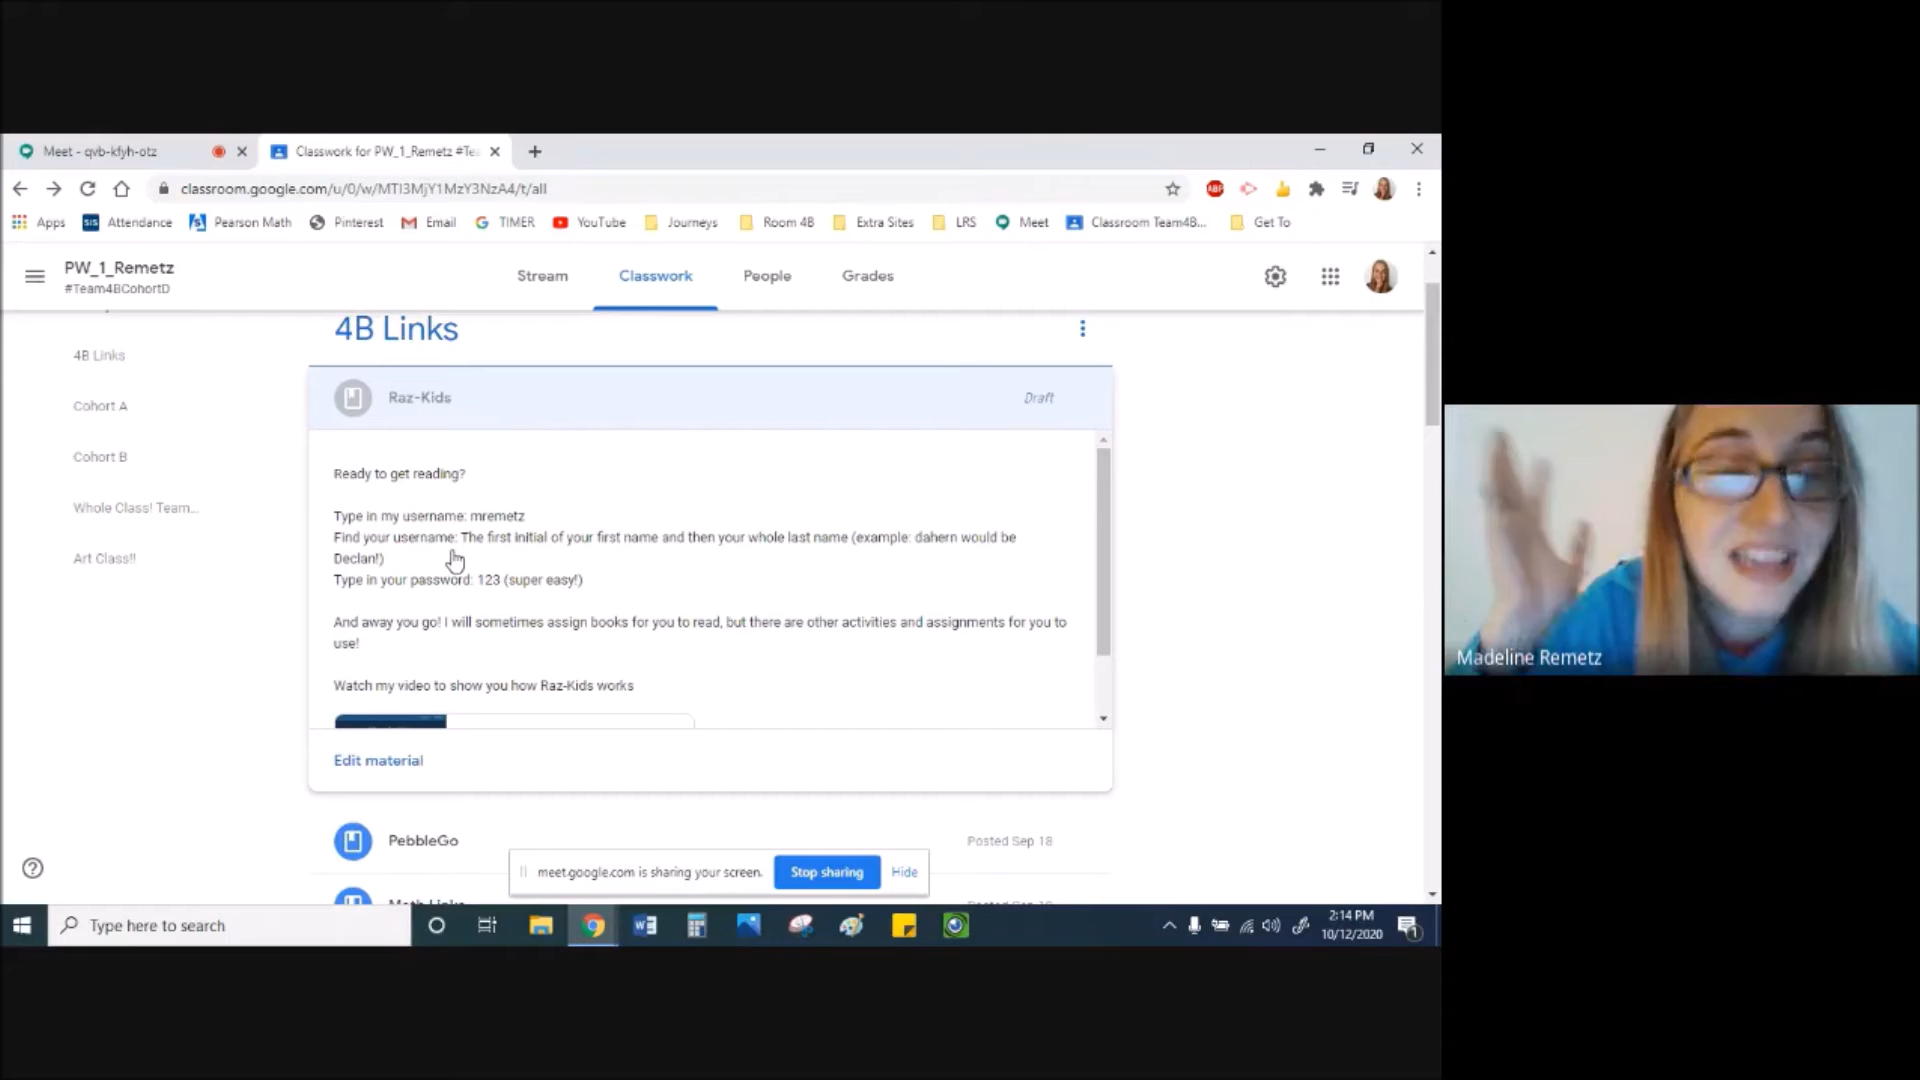 Meet - qvb-kfyh-otz
Classwork for PW_1_Remetz #Tea
classroom.google.com/u/0/w/MTI3MjY1MzY3NzA4/t/all
ABP
Apps
SIS Attendance
Pearson Math
Pinterest
Email
TIMER
YouTube
Journeys
Room 4B
Extra Sites
LRS
Meet
Classroom Team4B...
Get To
PW_1_Remetz
#Team4BCohortD
Stream
Classwork
People
Grades
4B Links
4B Links
Cohort A
Cohort B
Whole Class! Team...
Art Class!!
Raz-Kids
Draft
Ready to get reading?
Type in my username: mremetz
Find your username: The first initial of your first name and then your whole last name (example: dahern would be
Declan!)
Type in your password: 123 (super easy!)
And away you go! I will sometimes assign books for you to read, but there are other activities and assignments for you to
use!
Watch my video to show you how Raz-Kids works
Edit material
PebbleGo
Posted Sep 18
meet.google.com is sharing your screen.
Stop sharing
Hide
Math Links
Type here to search
2:14 PM
10/12/2020
1
Madeline Remetz